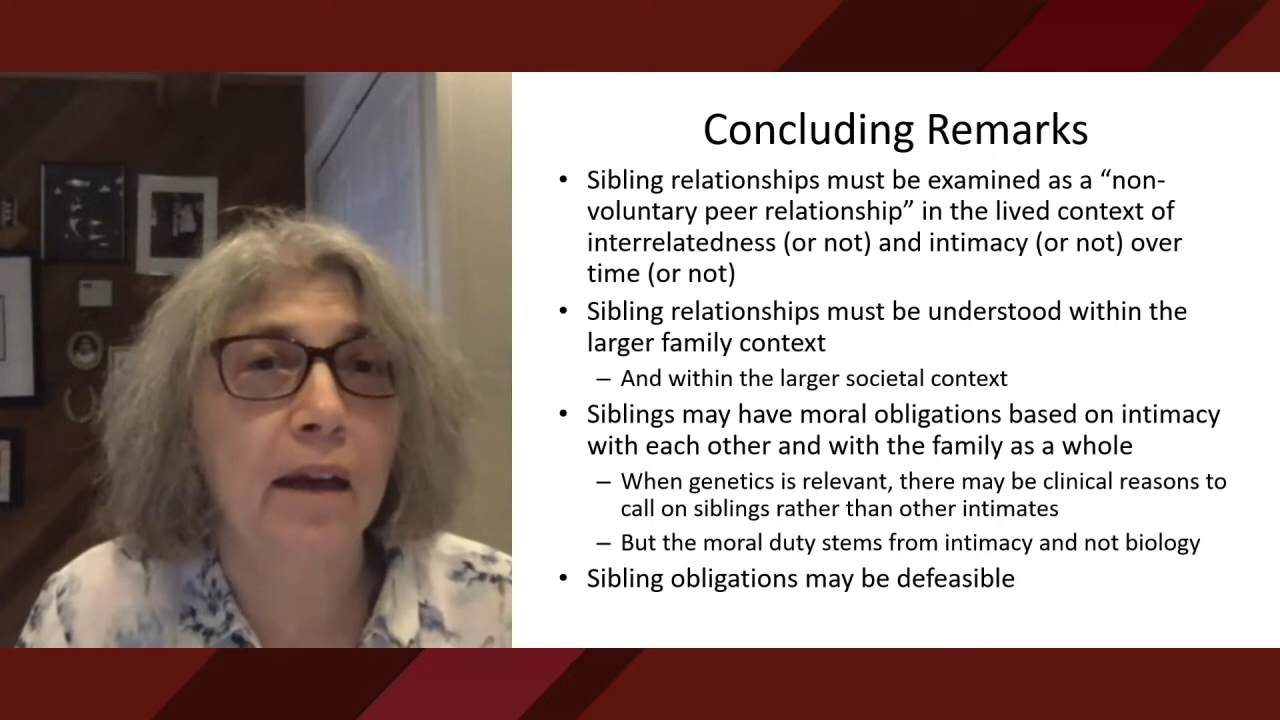 Concluding Remarks
• Sibling relationships must be examined as a “non-
voluntary peer relationship” in the lived context of
interrelatedness (or not) and intimacy (or not) over
time (or not)
• Sibling relationships must be understood within the
larger family context
– And within the larger societal context
• Siblings may have moral obligations based on intimacy
with each other and with the family as a whole
– When genetics is relevant, there may be clinical reasons to
call on siblings rather than other intimates
– But the moral duty stems from intimacy and not biology
• Sibling obligations may be defeasible